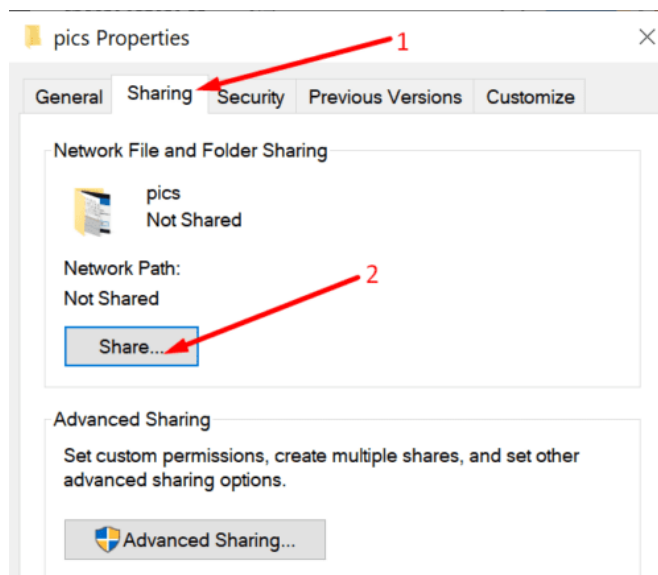 pics Properties
1
General Sharing Security Previous Versions Customize
Network File and Folder Sharing
pics
Not Shared
Network Path:
2
Not Shared
Share...
Advanced Sharing
Set custom permissions, create multiple shares, and set other
advanced sharing options.
Advanced Sharing...